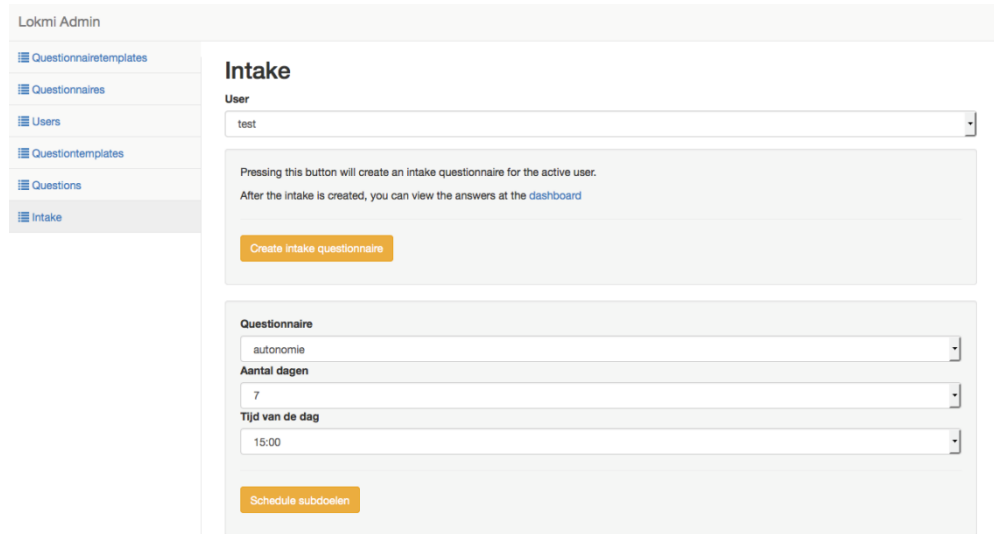 Lokmi Admin
Questionnairetemplates
Questionnaires
Users
Questiontemplates
Questions
Intake
Intake
User
test
Pressing this button will create an intake questionnaire for the active user.
After the intake is created, you can view the answers at the dashboard
Create intake questionnaire
Questionnaire
autonomie
Aantal dagen
7
Tijd van de dag
15:00
Schedule subdoelen